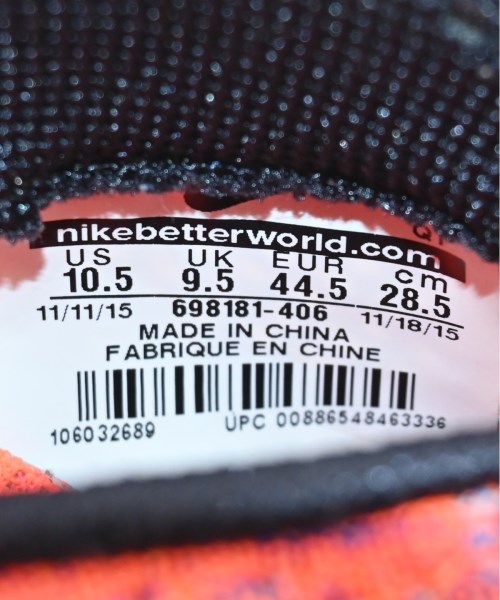 QT
nikebetterworld.com
US UK EUR cm
10.5 9.5 44.5 28.5
11/11/15 698181-406 11/18/15
MADE IN CHINA
FABRIQUE EN CHINE
106032689 UPC 00886548463336